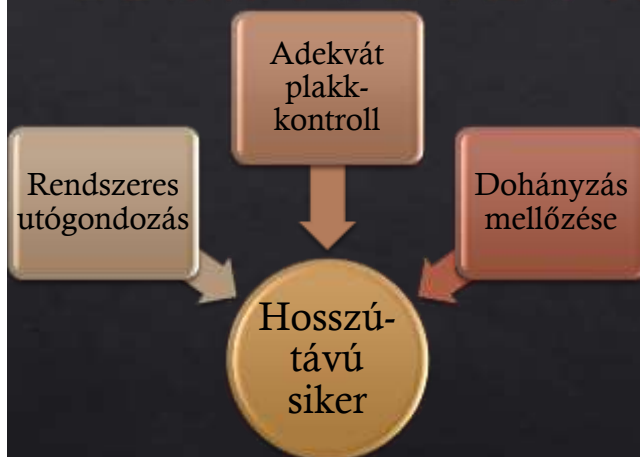 Adekvát
plakk-
kontroll
Rendszeres
utógondozás
Dohányzás
mellőzése
Hosszú-
távú
siker